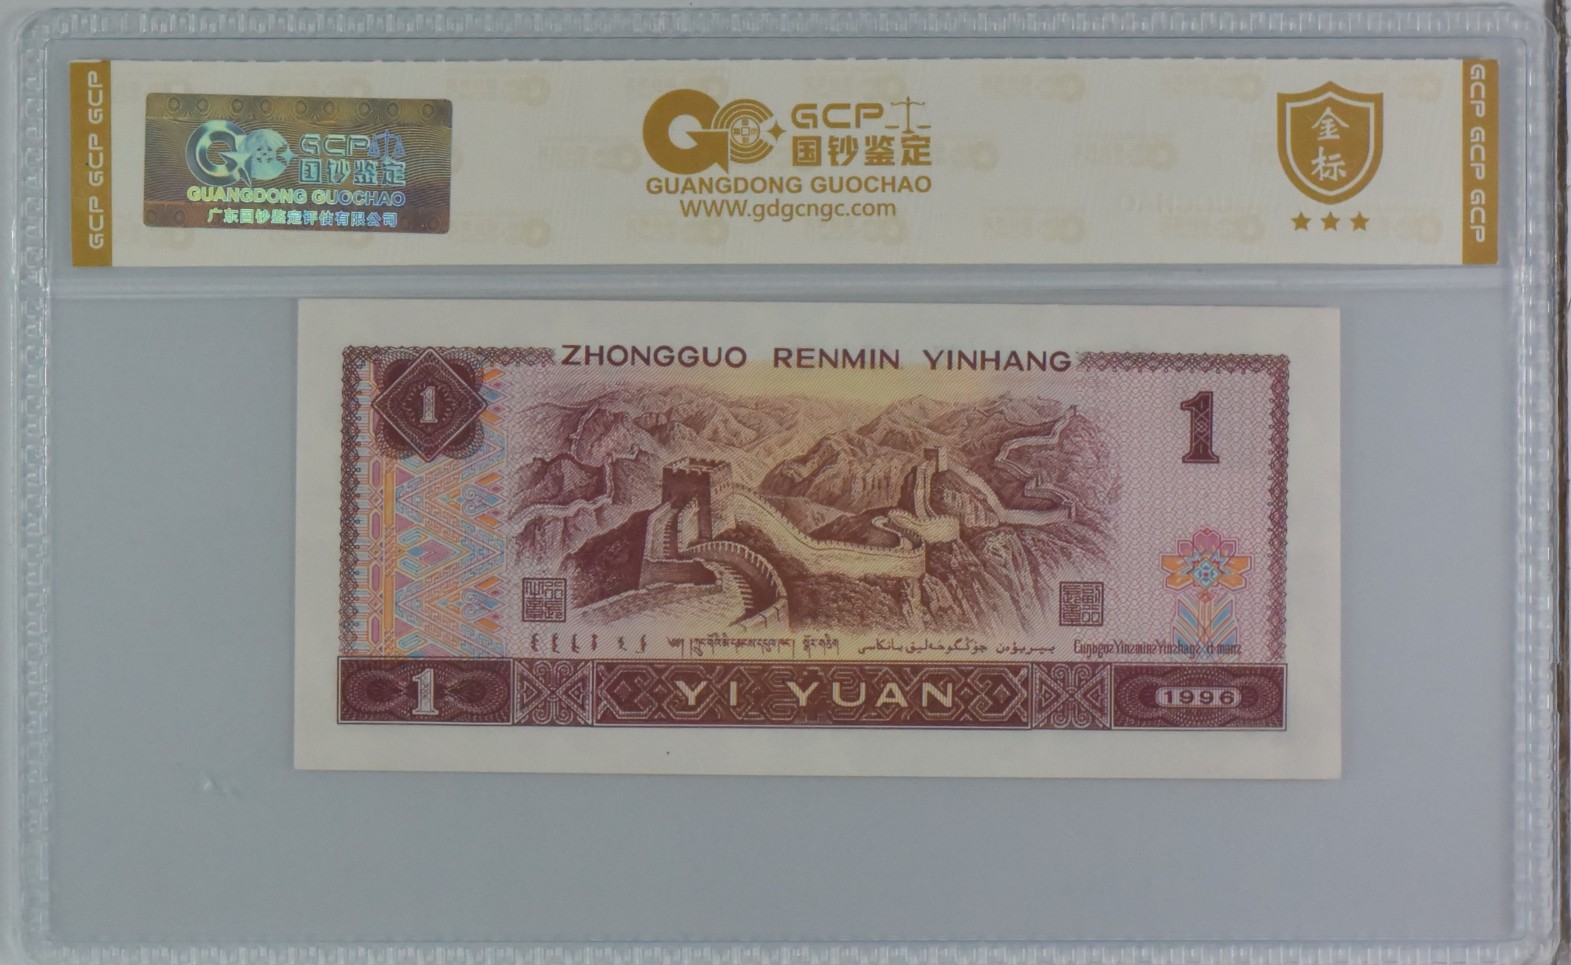 GCP GCP GCP
GCP
国钞鉴定
GUANGDONG GUOCHAO
广东国钞鉴定评估有限公司
GCP
国钞鉴定
GUANGDONG GUOCHAO
WWW.gdgcngc.com
金标
GCP GCP GCP
ZHONGGUO RENMIN YINHANG
1
1
1
YI YUAN
1996